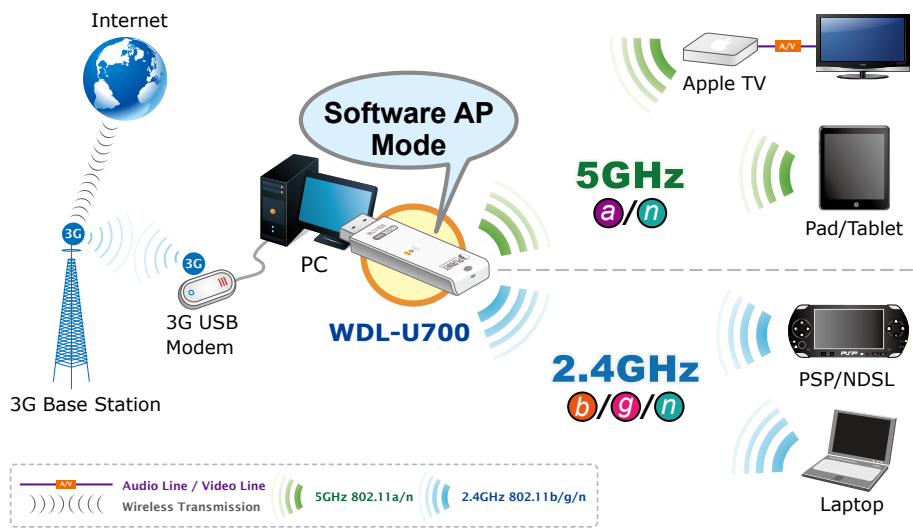 Internet
Software AP
Mode
Apple TV
A/V
5GHz
a/n
Pad/Tablet
3G
3G
PC
3G USB
Modem
WDL-U700
PLANET
3G Base Station
2.4GHz
b/g/n
PSP
PSP/NDSL
Laptop
A/V
Audio Line / Video Line
Wireless Transmission
5GHz 802.11a/n
2.4GHz 802.11b/g/n